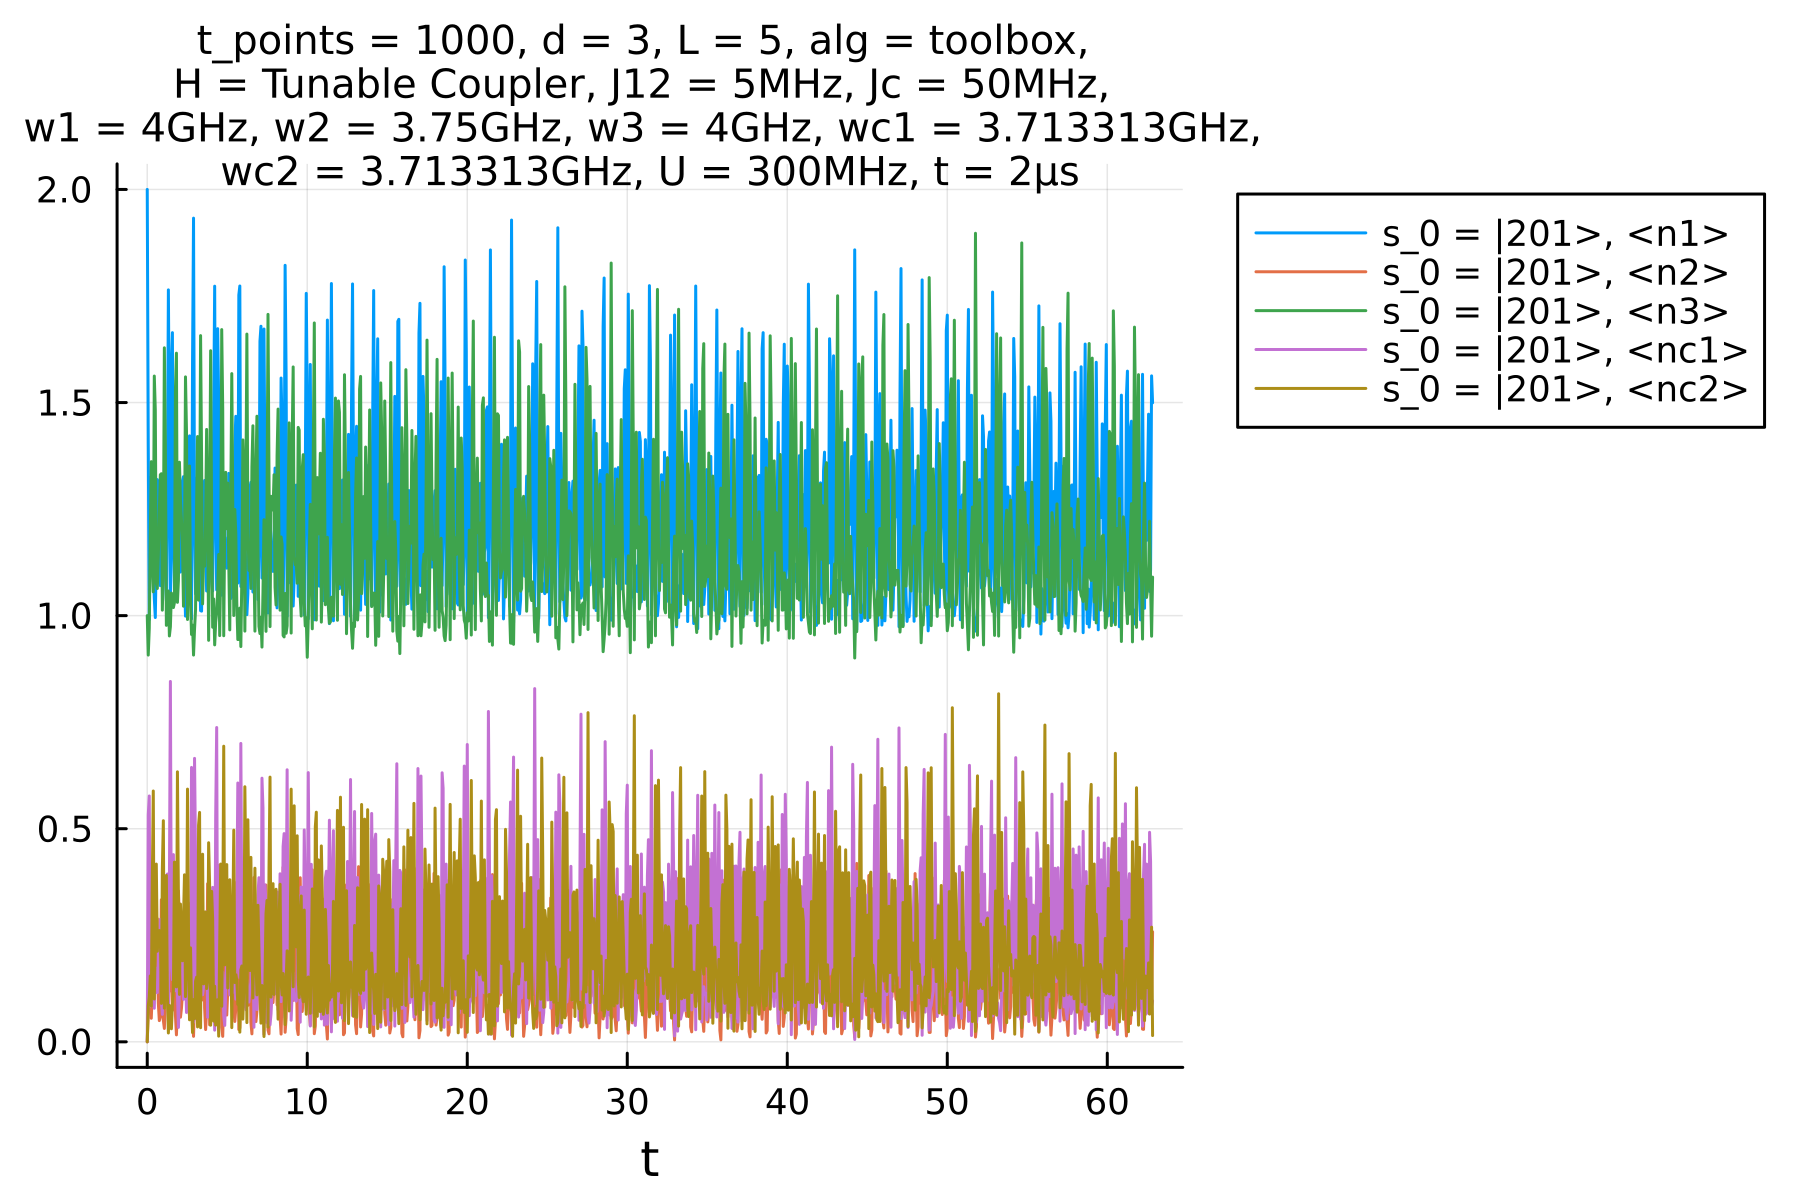 t_points = 1000, d = 3, L = 5, alg = toolbox,
H = Tunable Coupler, J12 = 5MHz, Jc = 50MHz,
w1 = 4GHz, w2 = 3.75GHz, w3 = 4GHz, wc1 = 3.713313GHz,
wc2 = 3.713313GHz, U = 300MHz, t = 2μs
2.0
1.5
1.0
0.5
0.0
0 10 20 30 40 50 60
t
s_0 = |201>, <n1>
s_0 = |201>, <n2>
s_0 = |201>, <n3>
s_0 = |201>, <nc1>
s_0 = |201>, <nc2>